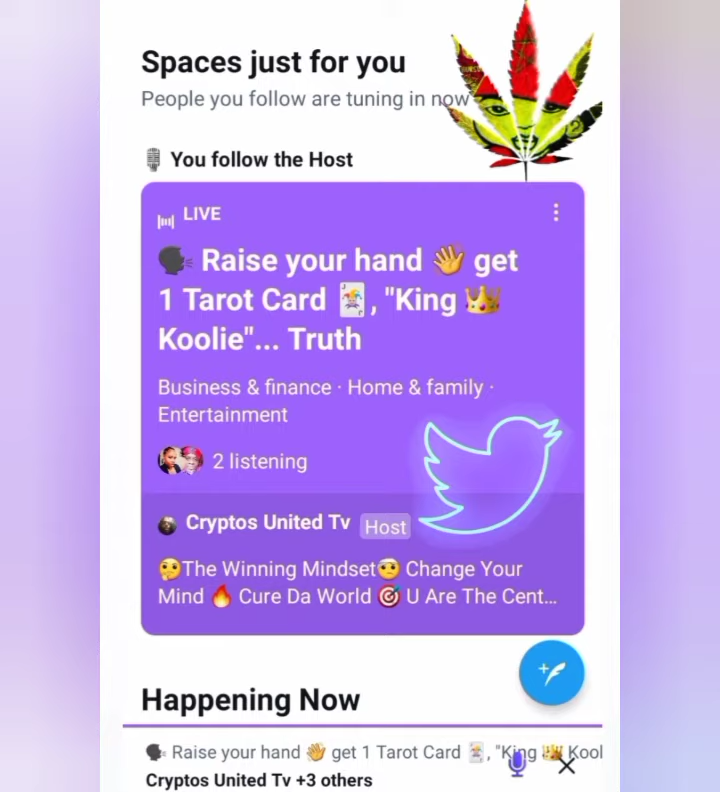 Spaces just for you
People you follow are tuning in now
🎙️ You follow the Host
LIVE
🗣️ Raise your hand 👋 get
1 Tarot Card 🃏, "King 👑
Koolie"... Truth
Business & finance · Home & family ·
Entertainment
2 listening
Cryptos United Tv Host
🤔The Winning Mindset🤕 Change Your
Mind 🔥 Cure Da World 🎯 U Are The Cent...
Happening Now
🗣️ Raise your hand 👋 get 1 Tarot Card 🃏, "King 👑 Kool
Cryptos United Tv +3 others